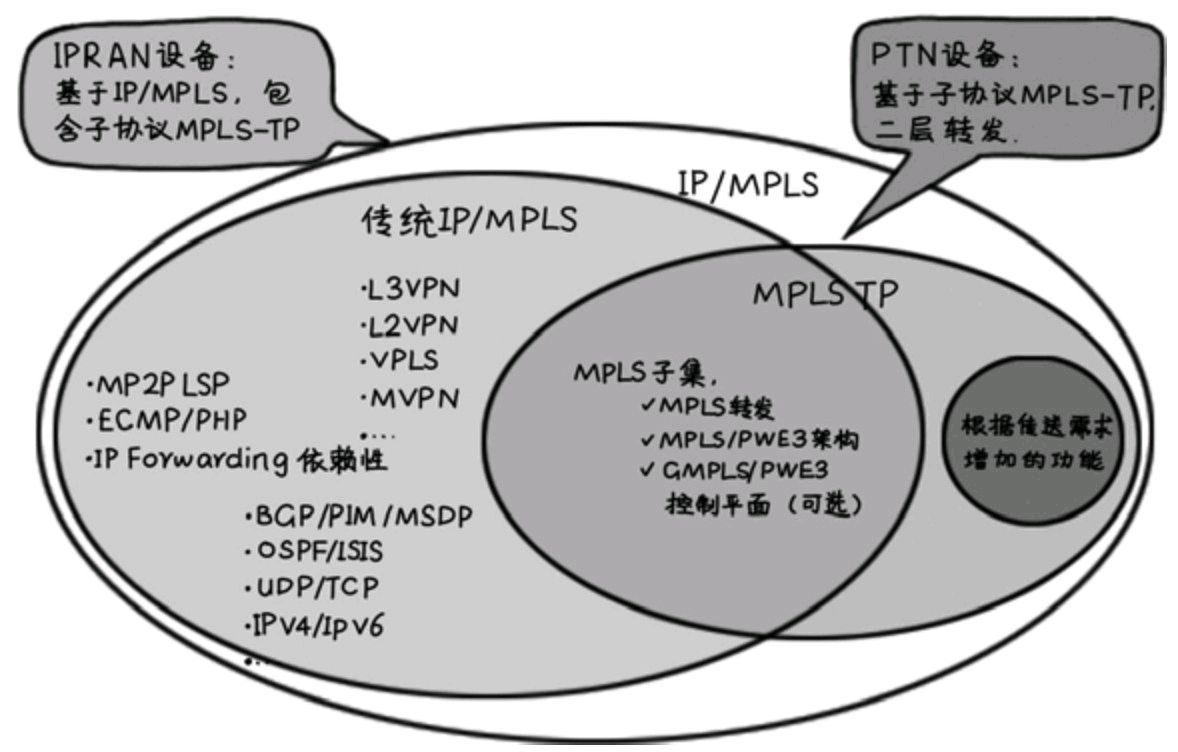 IPRAN设备：
基于IP/MPLS，包
含子协议MPLS-TP
PTN设备：
基于子协议MPLS-TP，
二层转发.
IP/MPLS
传统IP/MPLS
·L3VPN
·L2VPN
·VPLS
·MVPN
·...
·MP2P LSP
·ECMP/PHP
·IP Forwarding 依赖性
·BGP/PIM/MSDP
·OSPF/ISIS
·UDP/TCP
·IPV4/IpV6
·...
MPLS TP
MPLS子集，
✓MPLS转发
✓MPLS/PWE3架构
✓ GMPLS/PWE3
控制平面（可选）
根据传送需求
增加的功能